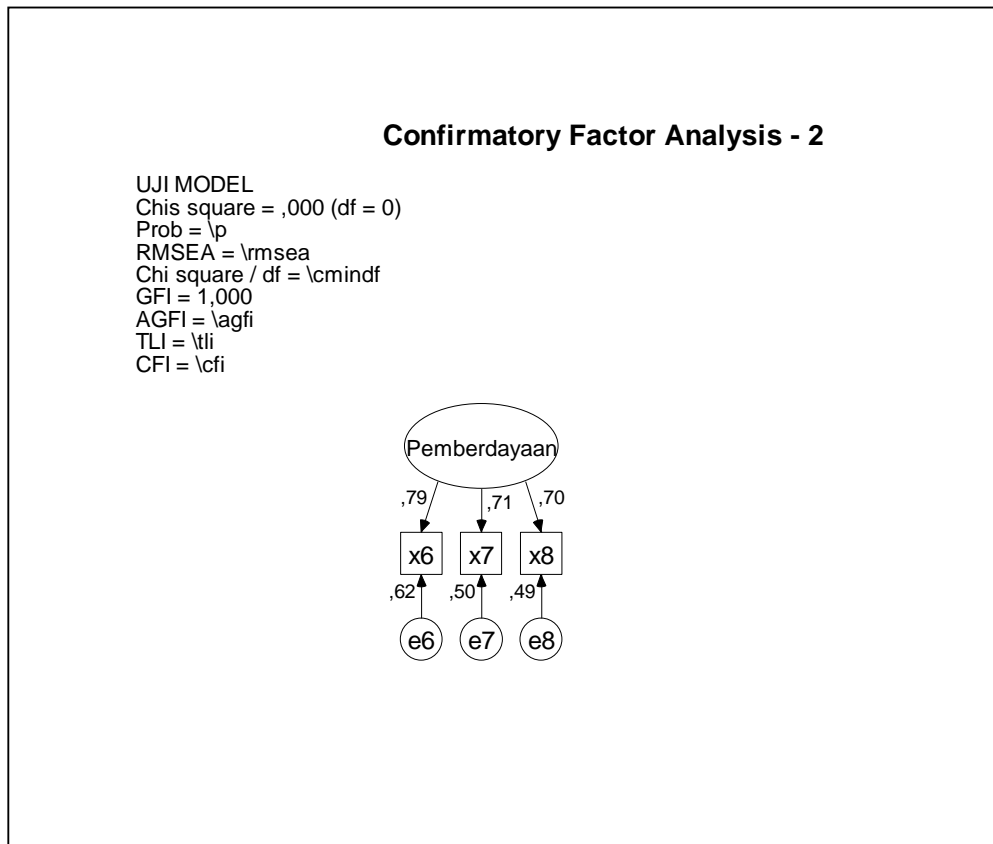 Confirmatory Factor Analysis - 2
UJI MODEL
Chis square = ,000 (df = 0)
Prob = \p
RMSEA = \rmsea
Chi square / df = \cmindf
GFI = 1,000
AGFI = \agfi
TLI = \tli
CFI = \cfi
Pemberdayaan
,79 ,71 ,70
x6 x7 x8
,62 ,50 ,49
e6 e7 e8